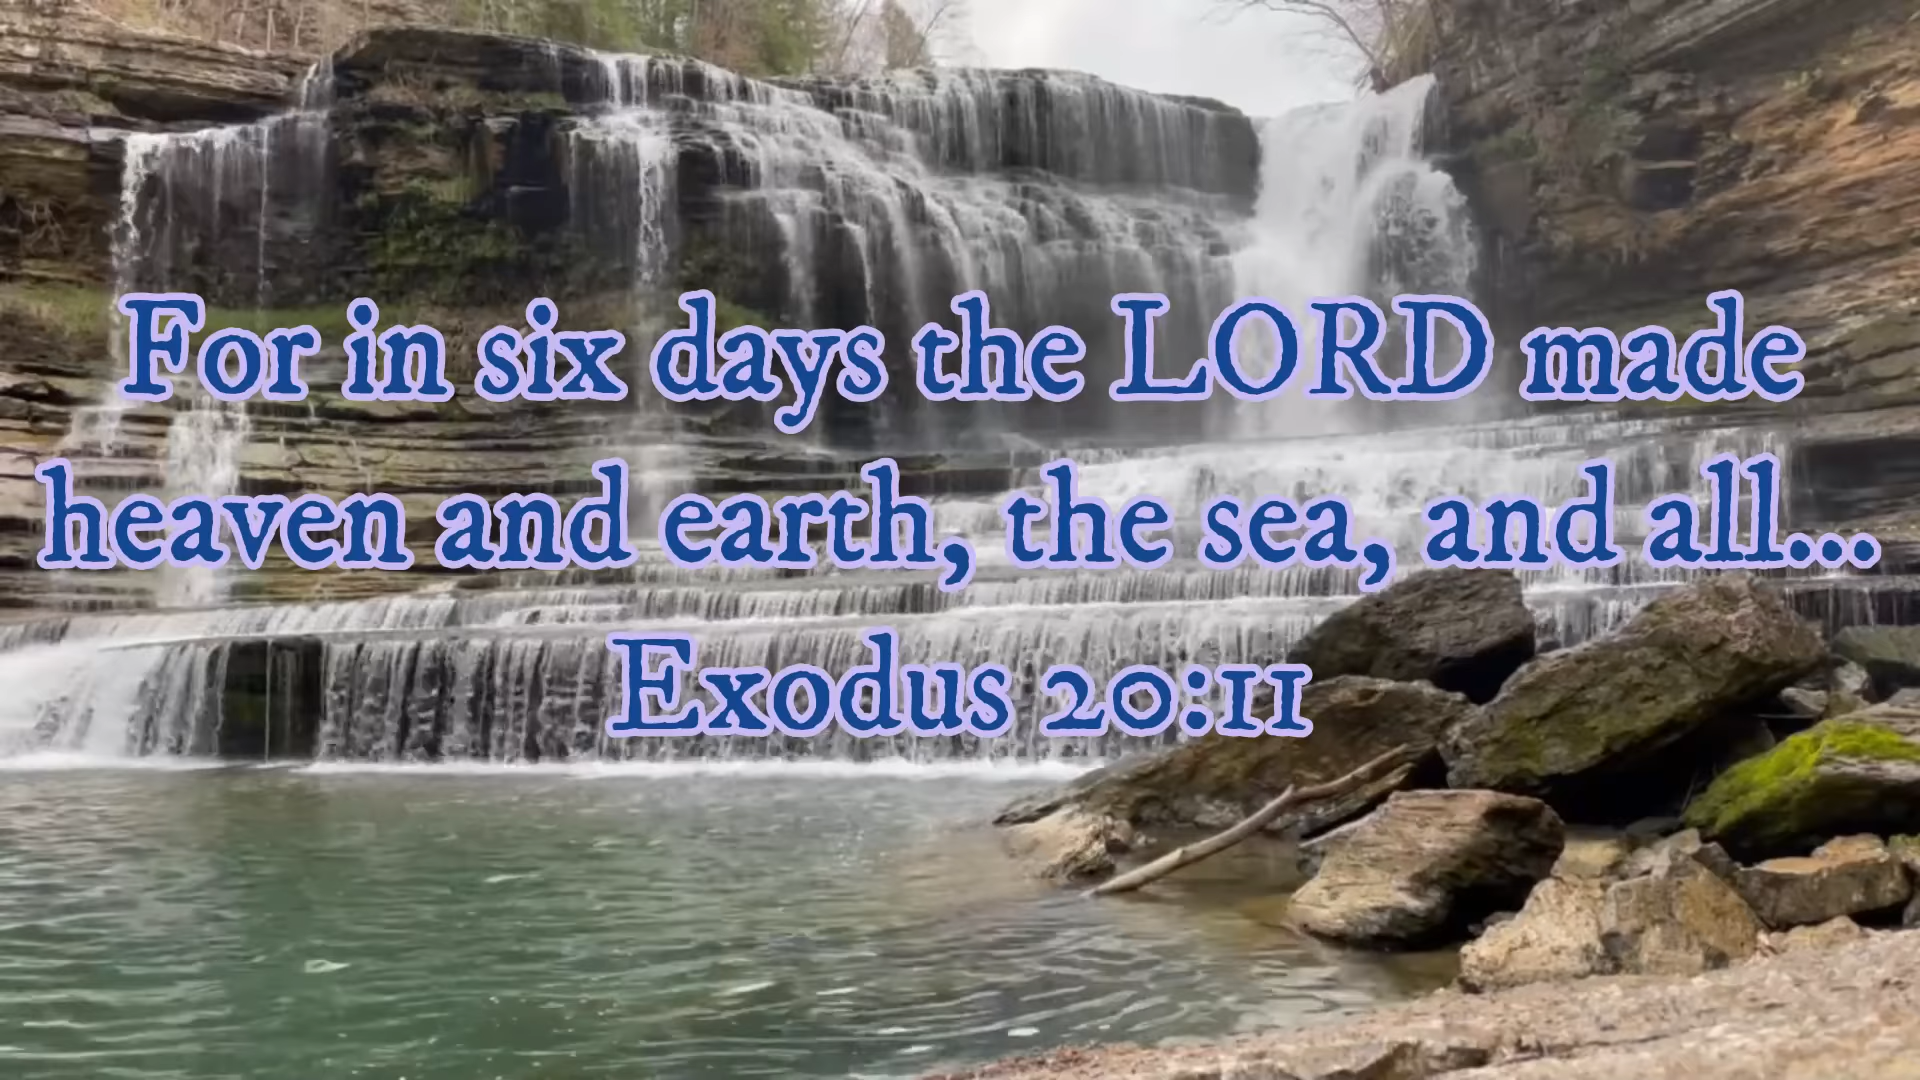 For in six days the LORD made
heaven and earth, the sea, and all...
Exodus 20:11